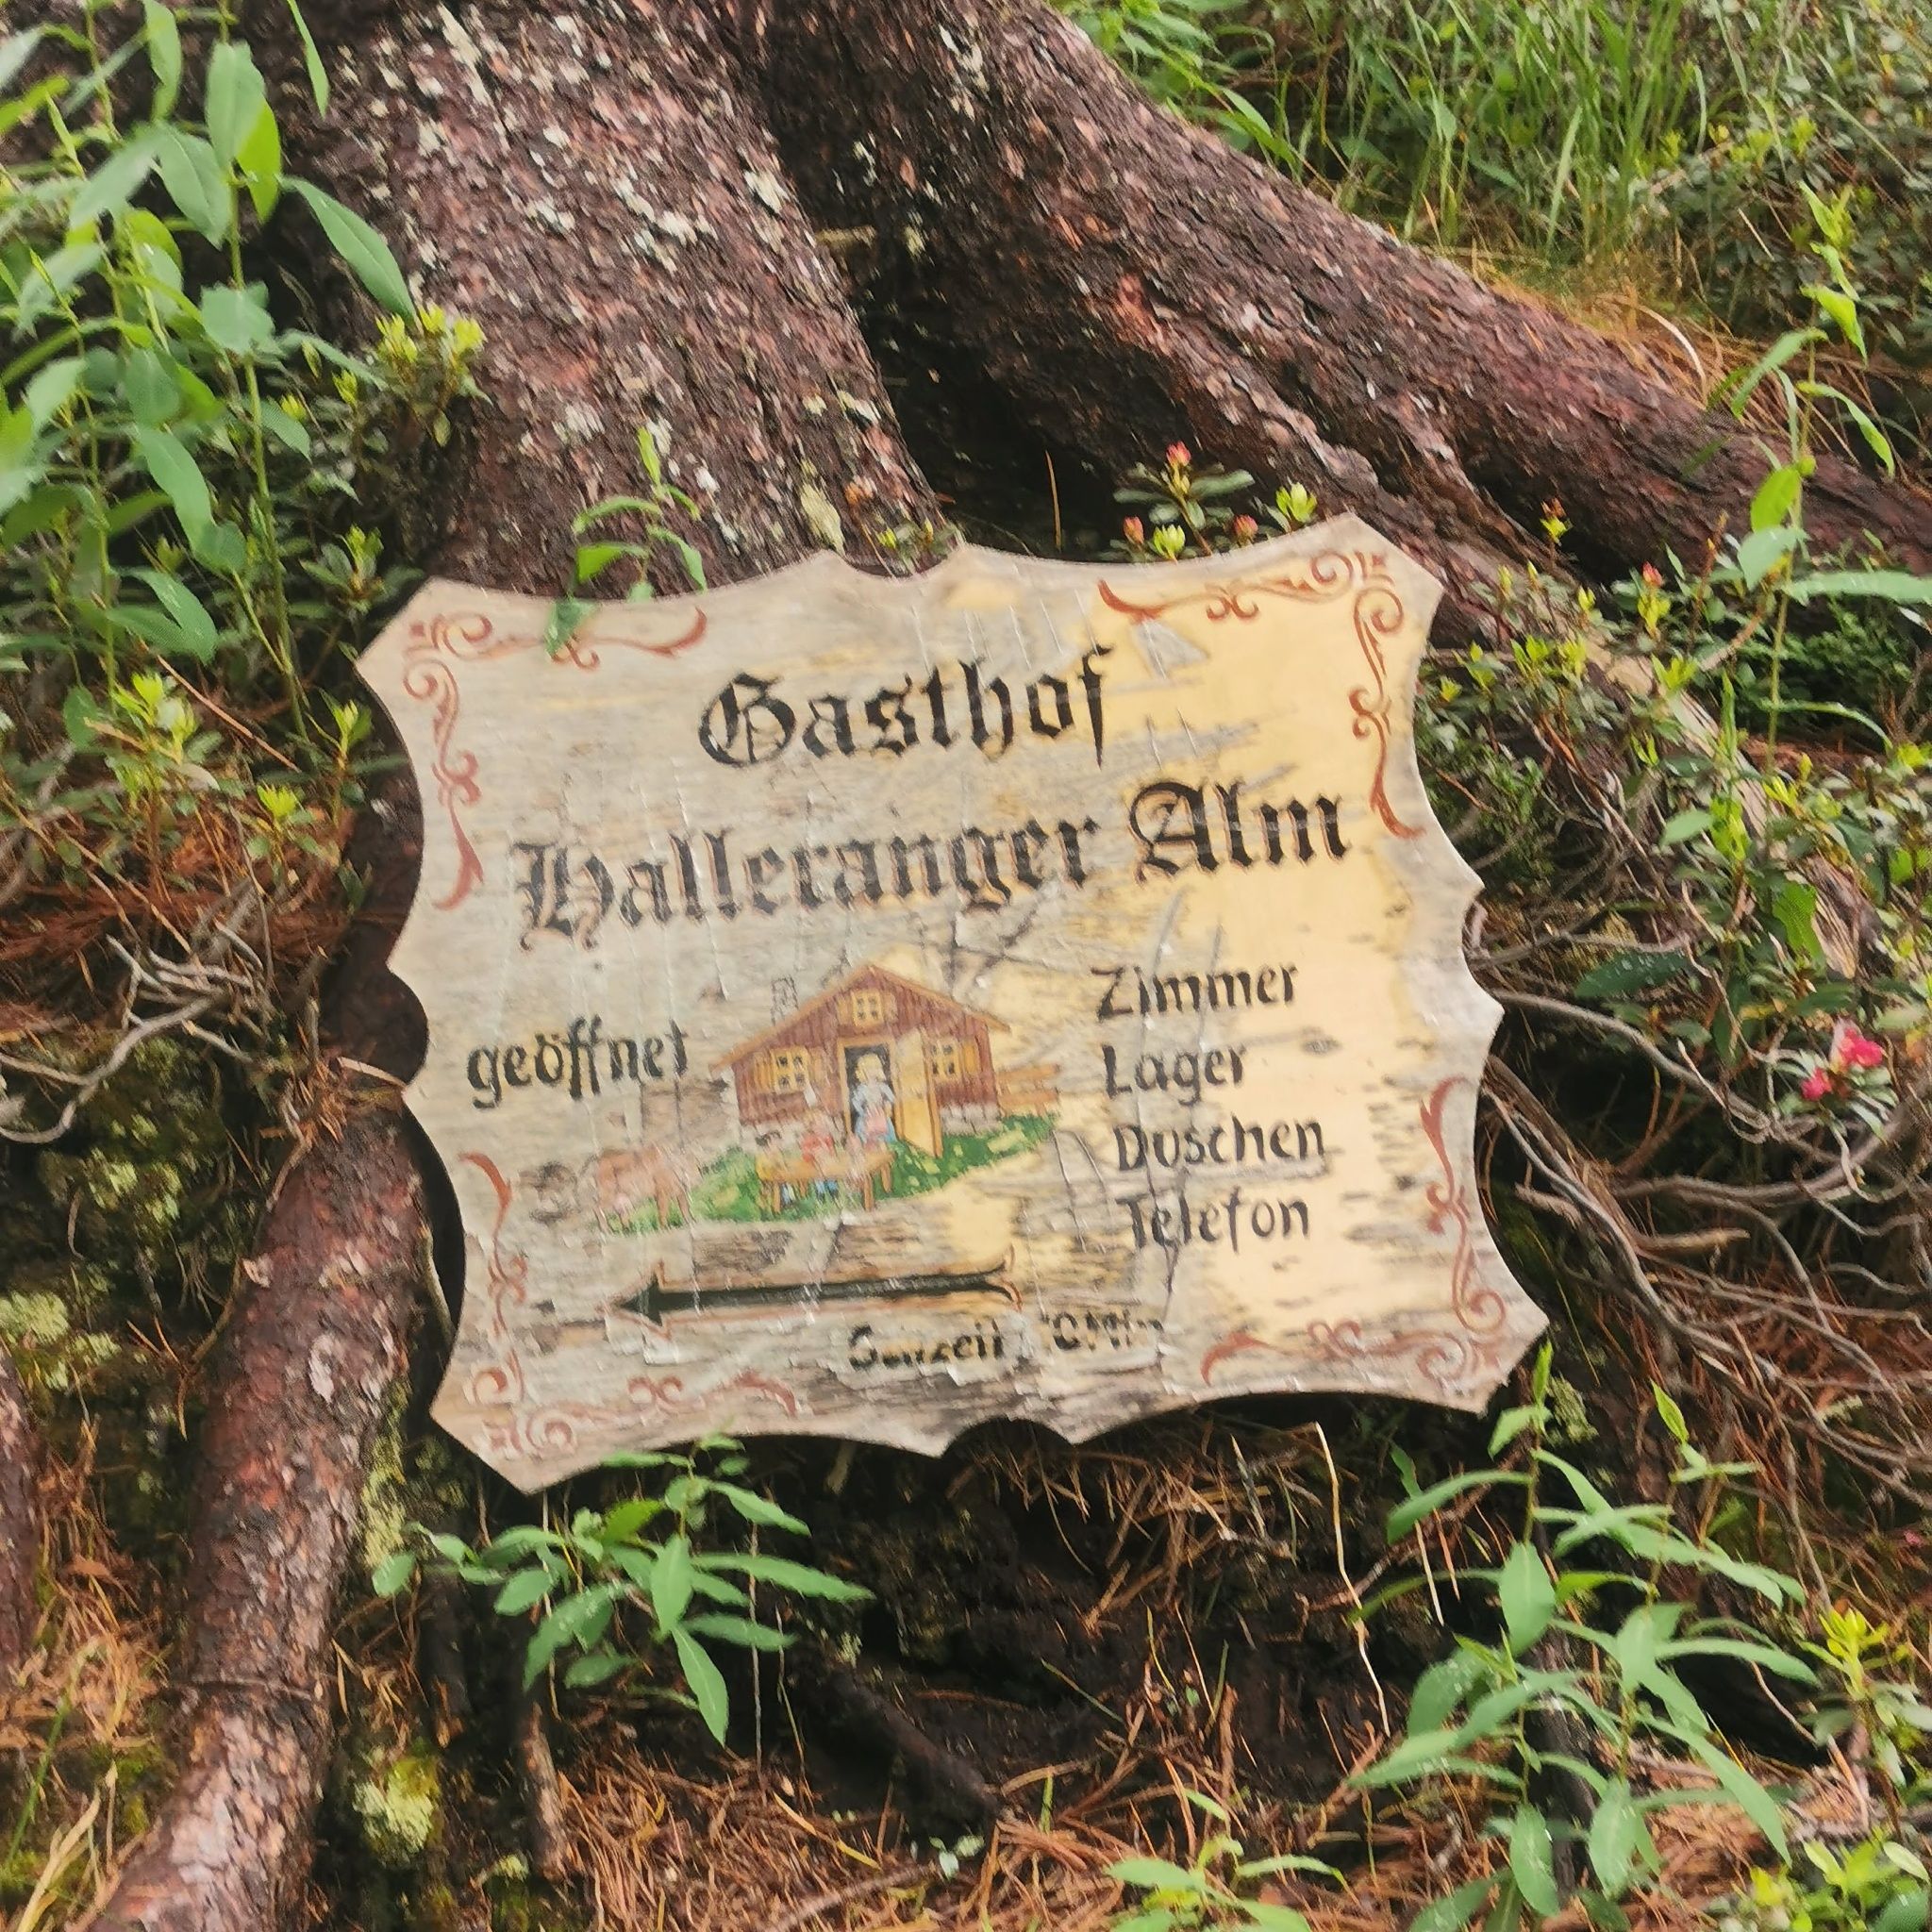 Gasthof
Halleranger Alm
geöffnet
Zimmer
Lager
Duschen
Telefon